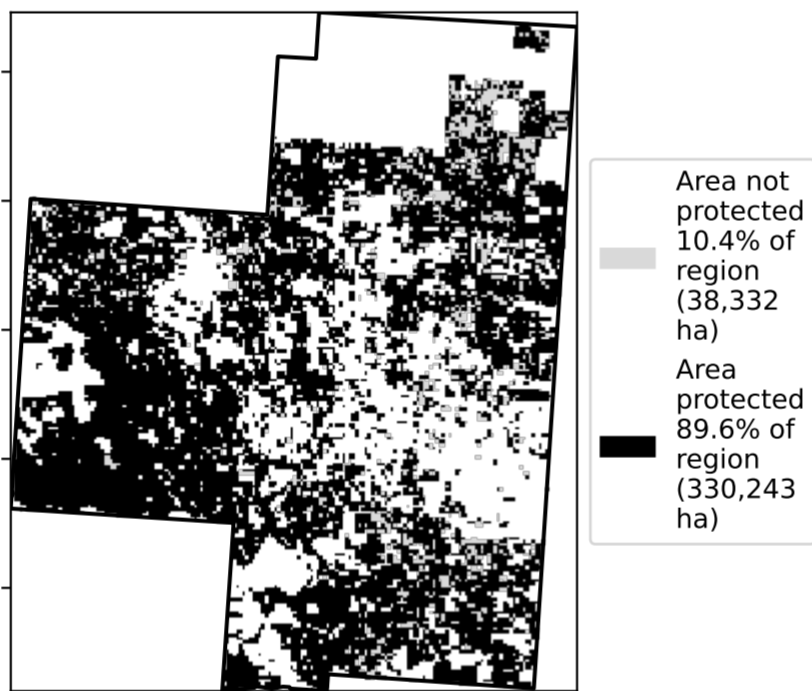 Area not
protected
10.4% of
region
(38,332
ha)
Area
protected
89.6% of
region
(330,243
ha)